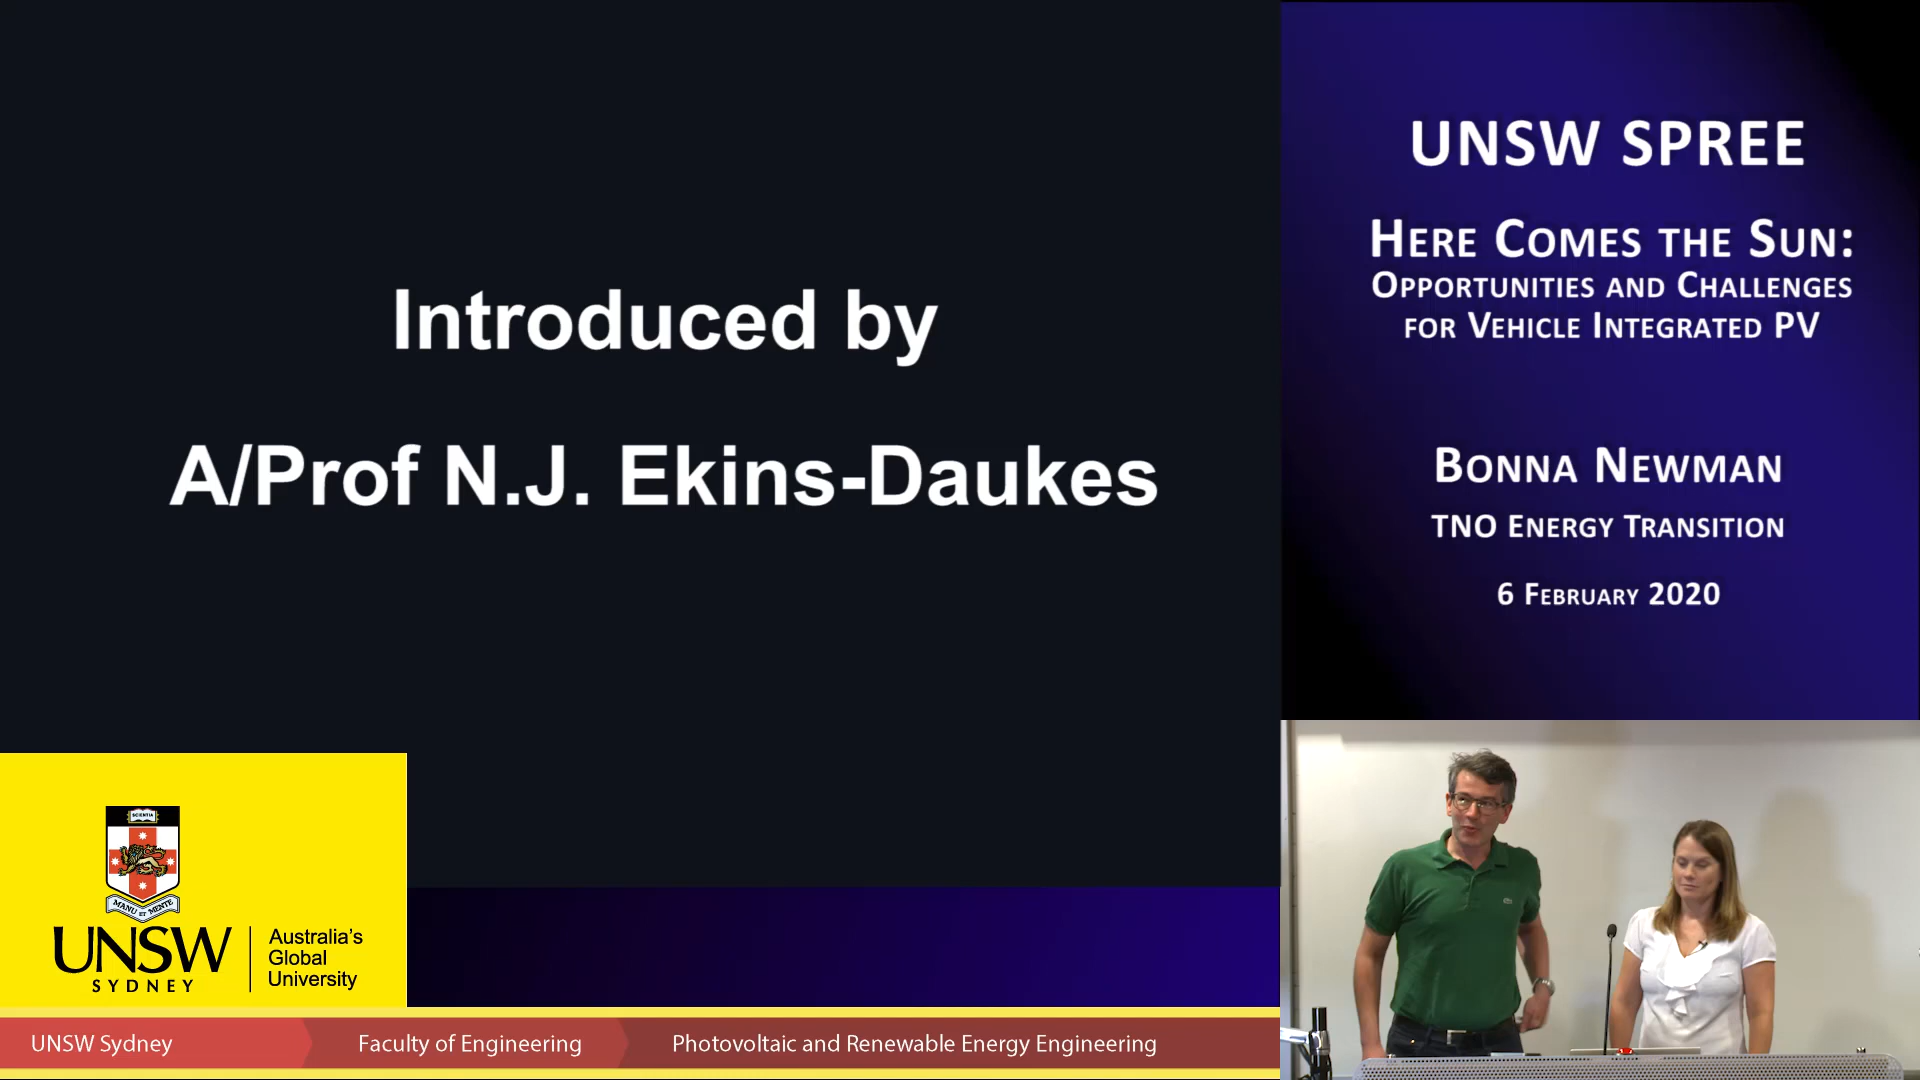 Introduced by
A/Prof N.J. Ekins-Daukes
UNSW SPREE
HERE COMES THE SUN:
OPPORTUNITIES AND CHALLENGES
FOR VEHICLE INTEGRATED PV
BONNA NEWMAN
TNO ENERGY TRANSITION
6 FEBRUARY 2020
SCIENTIA
MANU ET MENTE
UNSW
SYDNEY
Australia's
Global
University
UNSW Sydney
Faculty of Engineering
Photovoltaic and Renewable Energy Engineering